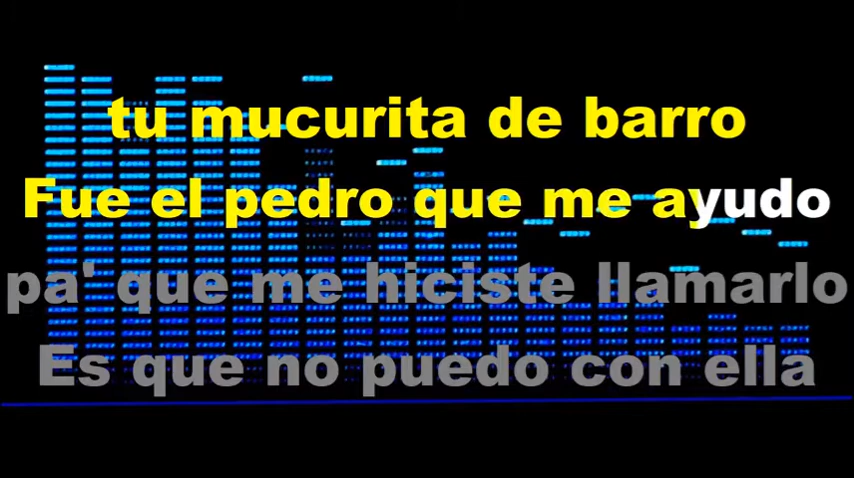 tu mucurita de barro
Fue el pedro que me ayudo
pa' que me hiciste llamarlo
Es que no puedo con ella